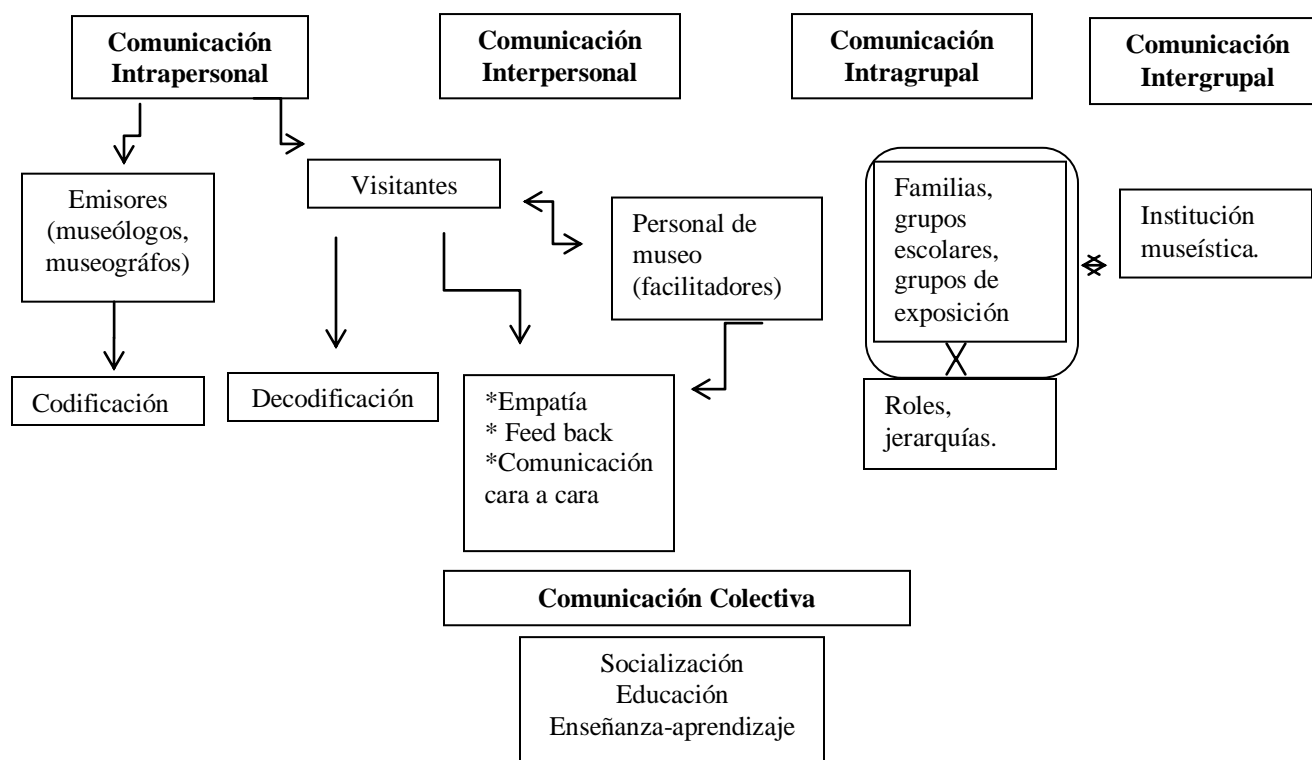 Comunicación
Intrapersonal
Comunicación
Interpersonal
Comunicación
Intragrupal
Comunicación
Intergrupal
Emisores
(museólogos,
museográfos)
Visitantes
Personal de
museo
(facilitadores)
Familias,
grupos
escolares,
grupos de
exposición
Institución
museística.
Codificación
Decodificación
*Empatía
* Feed back
*Comunicación
cara a cara
Roles,
jerarquías.
Comunicación Colectiva
Socialización
Educación
Enseñanza-aprendizaje